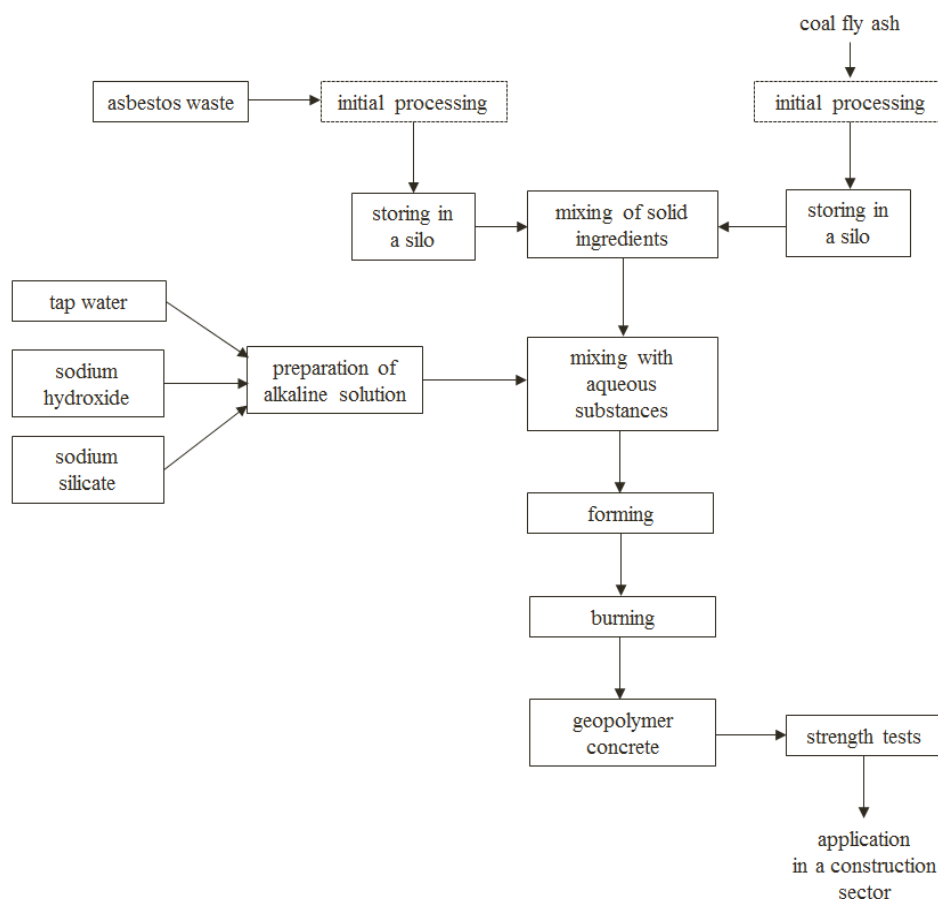 coal fly ash
asbestos waste
initial processing
initial processing
storing in
a silo
mixing of solid
ingredients
storing in
a silo
tap water
sodium
hydroxide
sodium
silicate
preparation of
alkaline solution
mixing with
aqueous
substances
forming
burning
geopolymer
concrete
strength tests
application
in a construction
sector